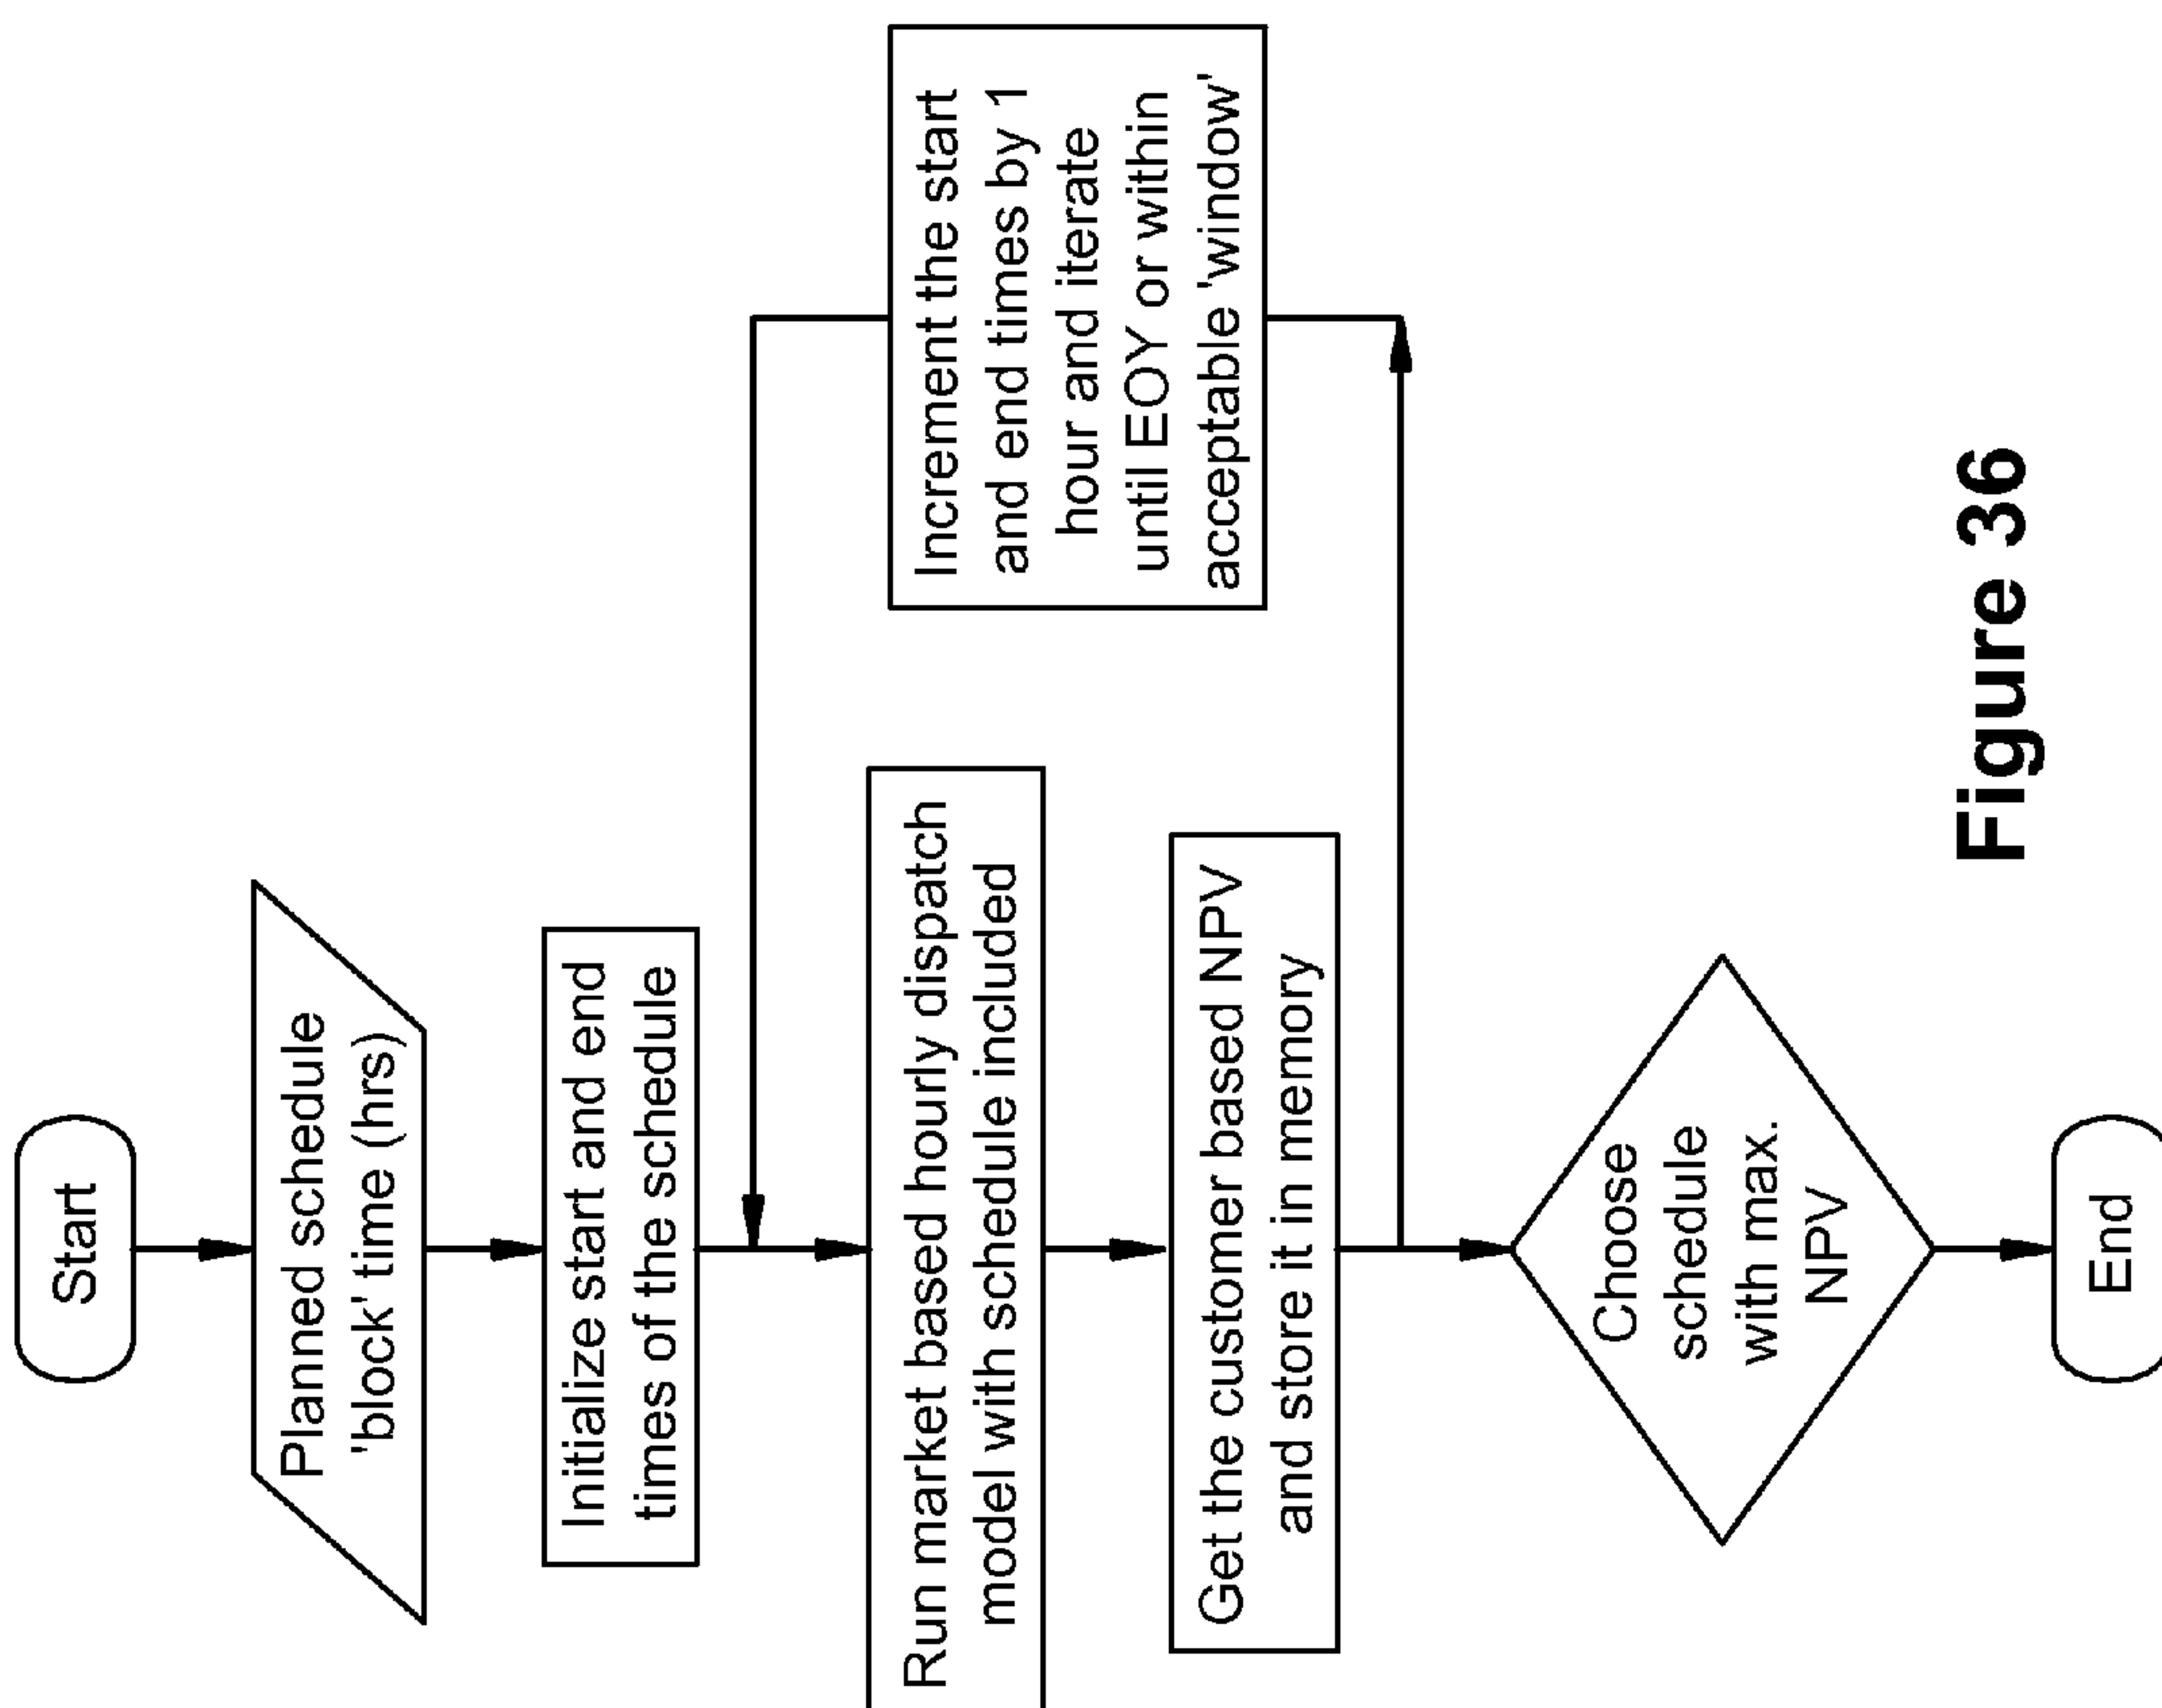 Start
Planned schedule
'block' time (hrs)
Initialize start and end
times of the schedule
Run market based hourly dispatch
model with schedule included
Get the customer based NPV
and store it in memory
Increment the start
and end times by 1
hour and iterate
until EOY or within
acceptable 'window'
Choose
schedule
with max.
NPV
End
Figure 36